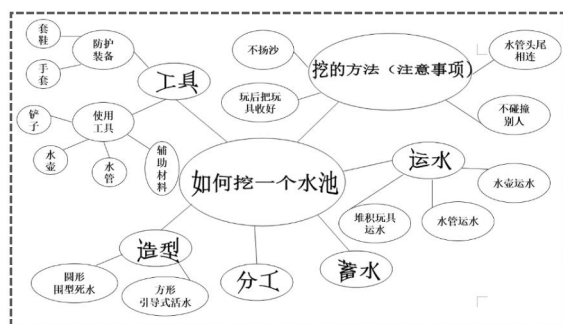 套
鞋
防护
装备
手
套
工具
不扬沙
挖的方法（注意事项）
水管头尾
相连
玩后把玩
具收好
不碰撞
别人
铲
子
使用
工具
水
壶
水
管
辅
助
材
料
如何挖一个水池
运水
水壶运水
堆积玩具
运水
水管运水
造型
圆形
围型死水
方形
引导式活水
分工
蓄水